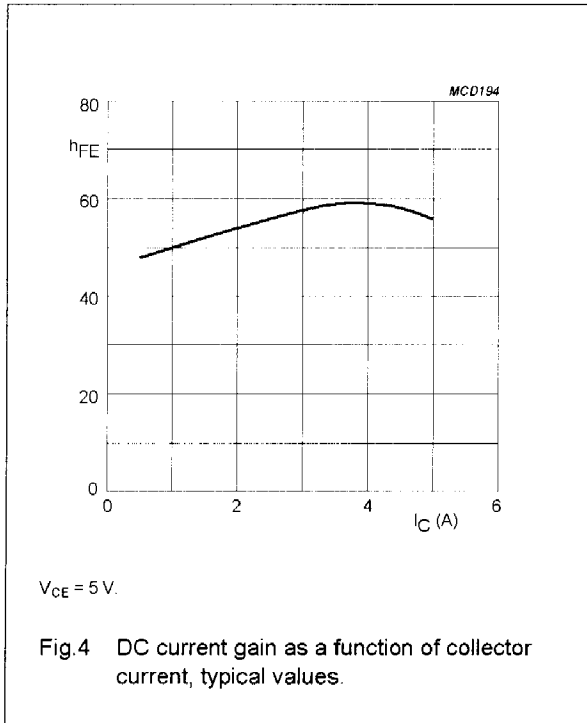 MCD194
80
hFE
60
40
20
0
0 2 4 6
IC (A)
VCE = 5 V.
Fig.4 DC current gain as a function of collector
current, typical values.